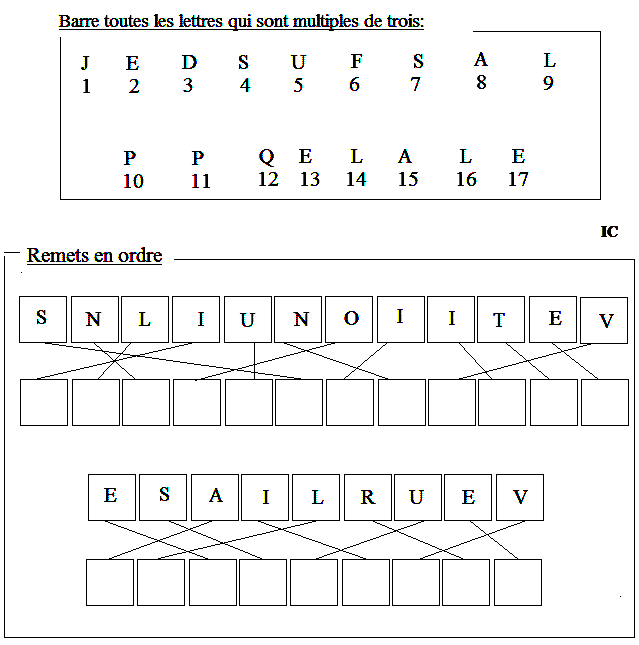 Barre toutes les lettres qui sont multiples de trois:
J E D S U F S A L
1 2 3 4 5 6 7 8 9
P P Q E L A L E
10 11 12 13 14 15 16 17
IC
Remets en ordre
S N L I U N O I I T E V
E S A I L R U E V